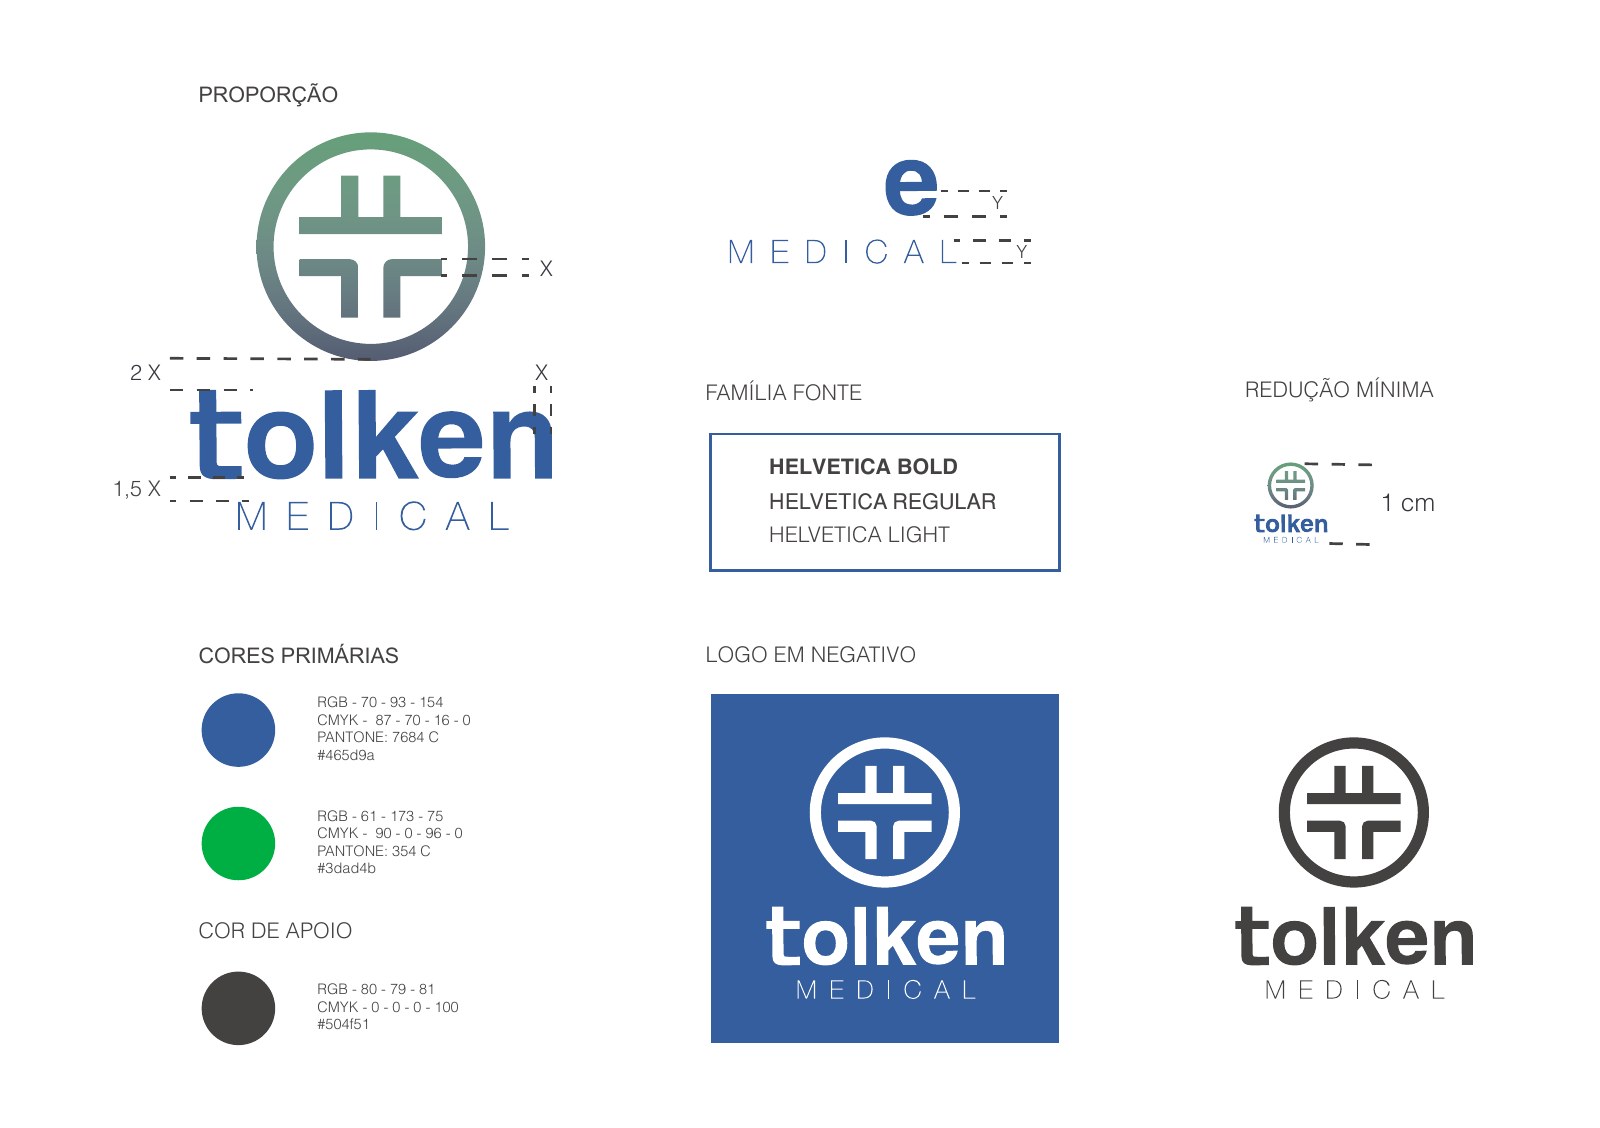 PROPORÇÃO
X
2 X
X
tolken
1,5 X
MEDICAL
e
Y
MEDICAL
Y
FAMÍLIA FONTE
HELVETICA BOLD
HELVETICA REGULAR
HELVETICA LIGHT
REDUÇÃO MÍNIMA
tolken
MEDICAL
1 cm
CORES PRIMÁRIAS
RGB - 70 - 93 - 154
CMYK - 87 - 70 - 16 - 0
PANTONE: 7684 C
#465d9a
RGB - 61 - 173 - 75
CMYK - 90 - 0 - 96 - 0
PANTONE: 354 C
#3dad4b
COR DE APOIO
RGB - 80 - 79 - 81
CMYK - 0 - 0 - 0 - 100
#504f51
LOGO EM NEGATIVO
tolken
MEDICAL
tolken
MEDICAL